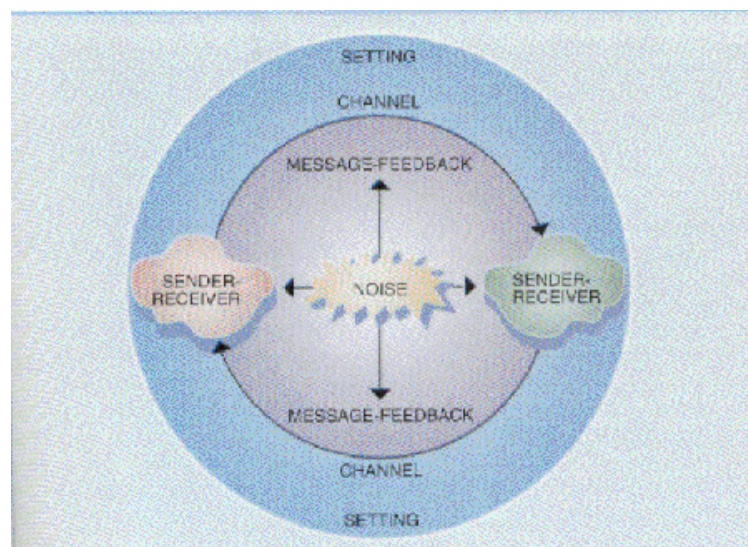 SETTING
CHANNEL
MESSAGE-FEEDBACK
SENDER-
RECEIVER
NOISE
SENDER-
RECEIVER
MESSAGE-FEEDBACK
CHANNEL
SETTING